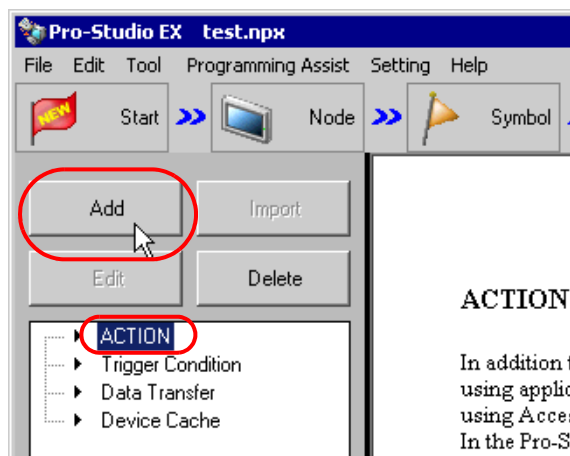 Pro-Studio EX test.npx
File Edit Tool Programming Assist Setting Help
NEW Start Node Symbol
Add Import
Edit Delete
ACTION
Trigger Condition
Data Transfer
Device Cache
ACTION
In addition
using applic
using Acces
In the Pro-S